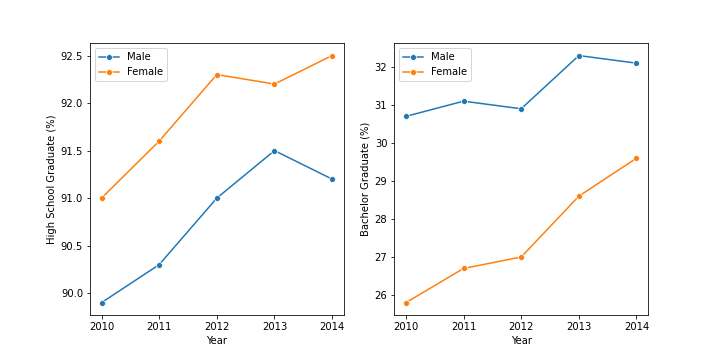 Male
Female
92.5
92.0
91.5
91.0
90.5
90.0
High School Graduate (%)
2010 2011 2012 2013 2014
Year
Male
Female
32
31
30
29
28
27
26
Bachelor Graduate (%)
2010 2011 2012 2013 2014
Year